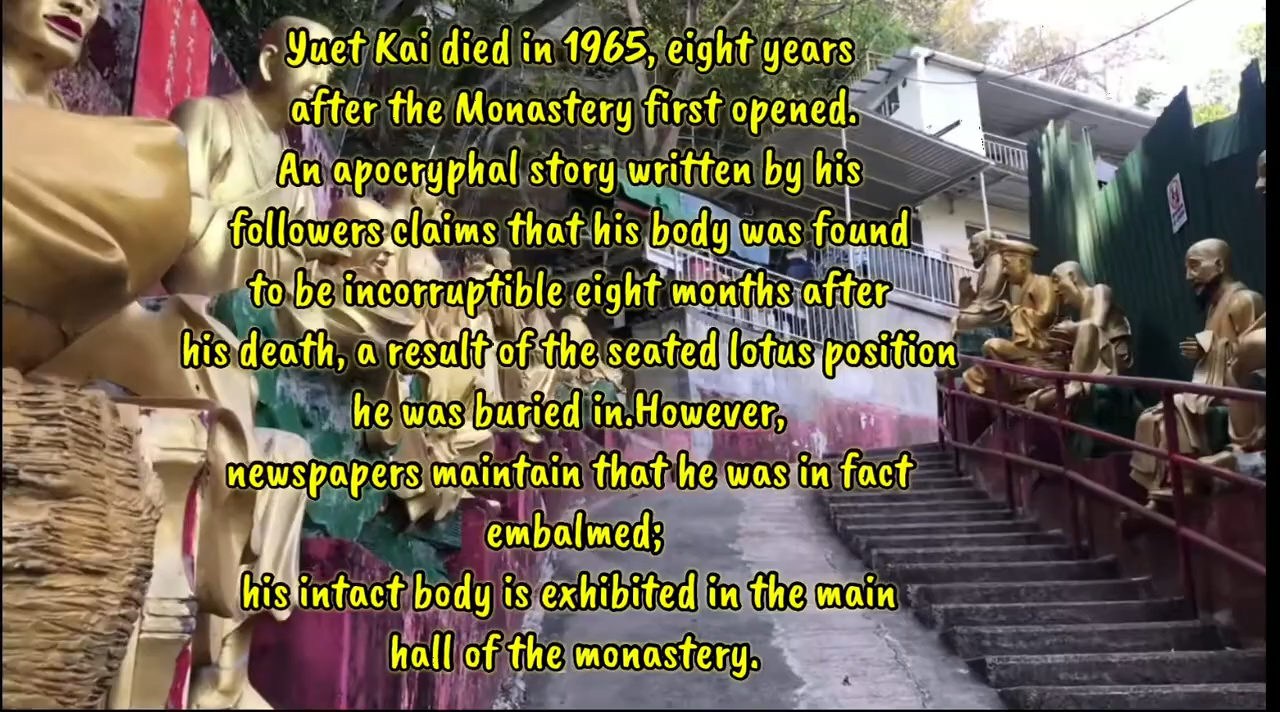 Yuet Kai died in 1965, eight years
after the Monastery first opened.
An apocryphal story written by his
followers claims that his body was found
to be incorruptible eight months after
his death, a result of the seated lotus position
he was buried in.However,
newspapers maintain that he was in fact
embalmed;
his intact body is exhibited in the main
hall of the monastery.